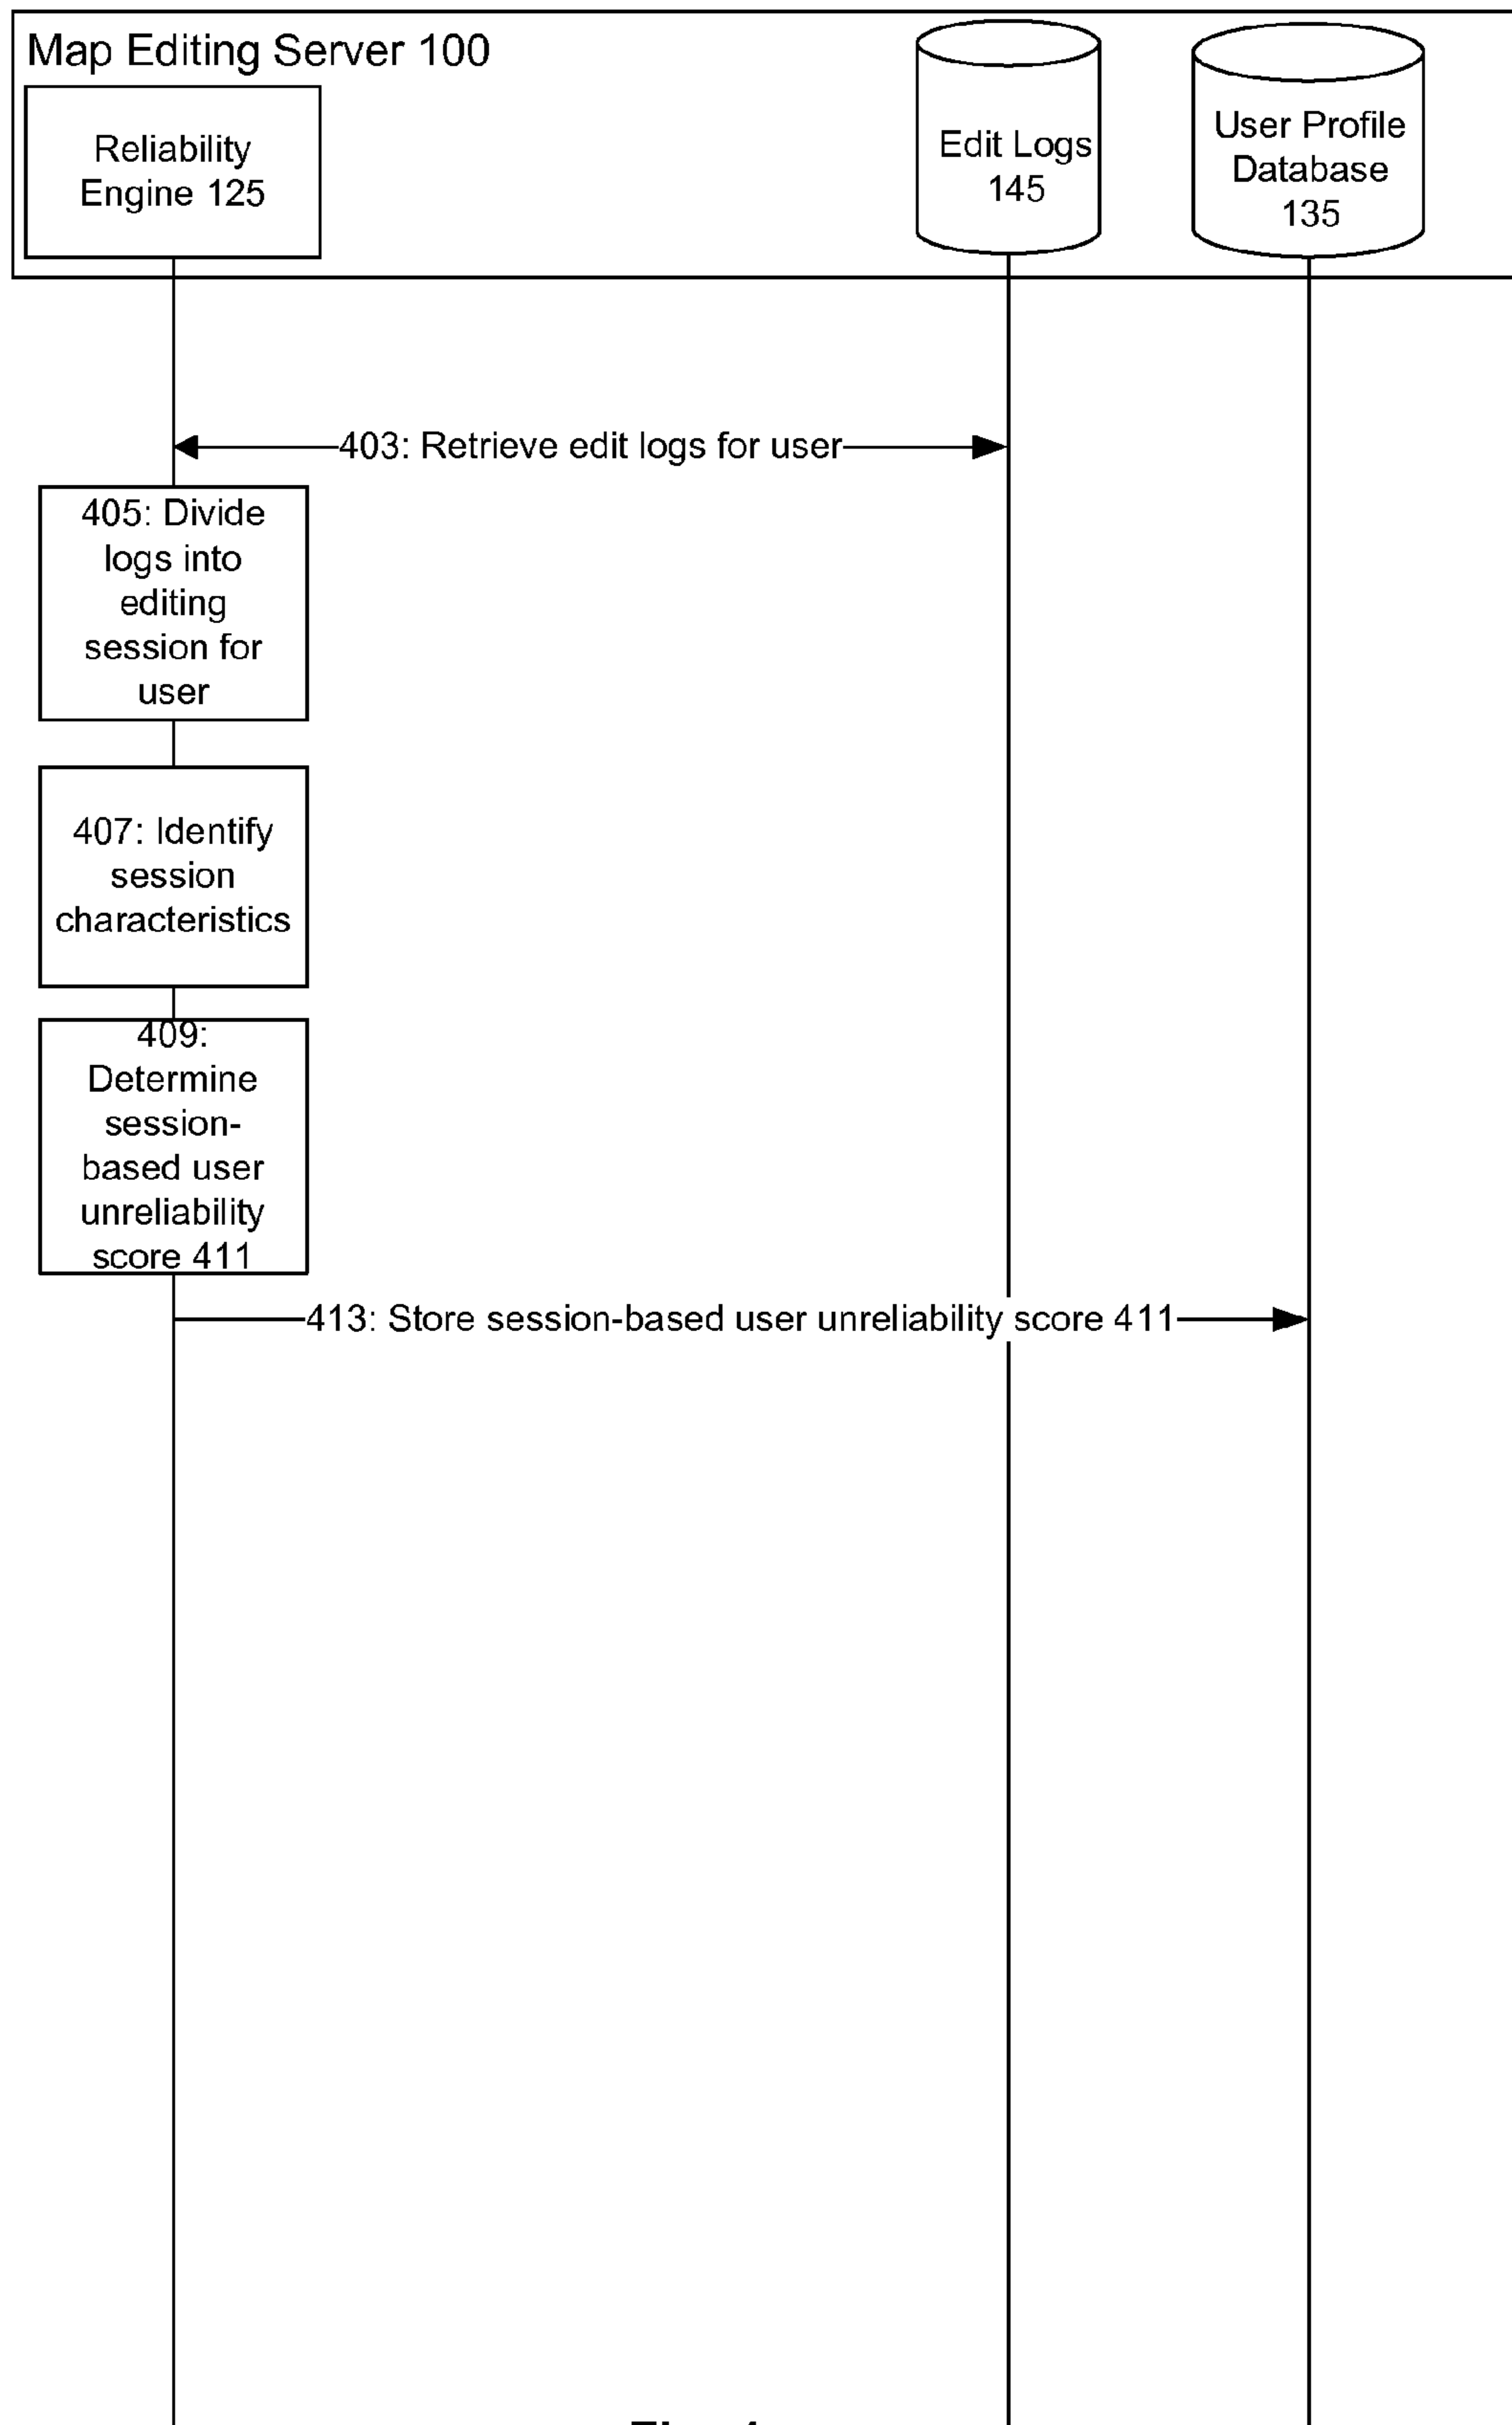 Map Editing Server 100
Reliability
Engine 125
Edit Logs
145
User Profile
Database
135
403: Retrieve edit logs for user
405: Divide
logs into
editing
session for
user
407: Identify
session
characteristics
409:
Determine
session-
based user
unreliability
score 411
413: Store session-based user unreliability score 411